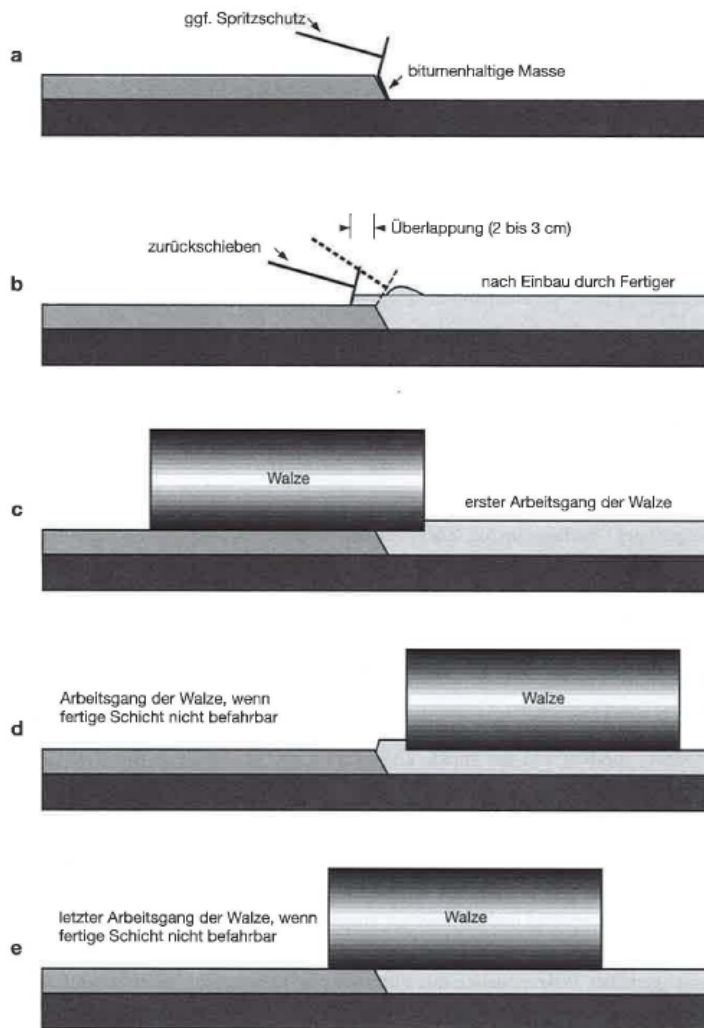 ggf. Spritzschutz
a
bitumenhaltige Masse
Überlappung (2 bis 3 cm)
zurückschieben
b
nach Einbau durch Fertiger
Walze
c
erster Arbeitsgang der Walze
Arbeitsgang der Walze, wenn
fertige Schicht nicht befahrbar
Walze
d
letzter Arbeitsgang der Walze, wenn
fertige Schicht nicht befahrbar
Walze
e